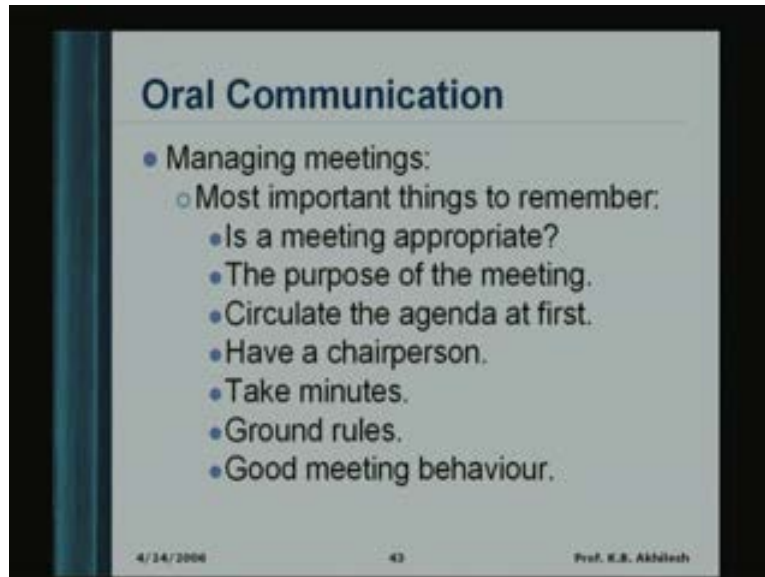 Oral Communication
Managing meetings:
Most important things to remember:
Is a meeting appropriate?
The purpose of the meeting.
Circulate the agenda at first.
Have a chairperson.
Take minutes.
Ground rules.
Good meeting behaviour.
4/24/2006 43 Prof. K.B. Akhilesh